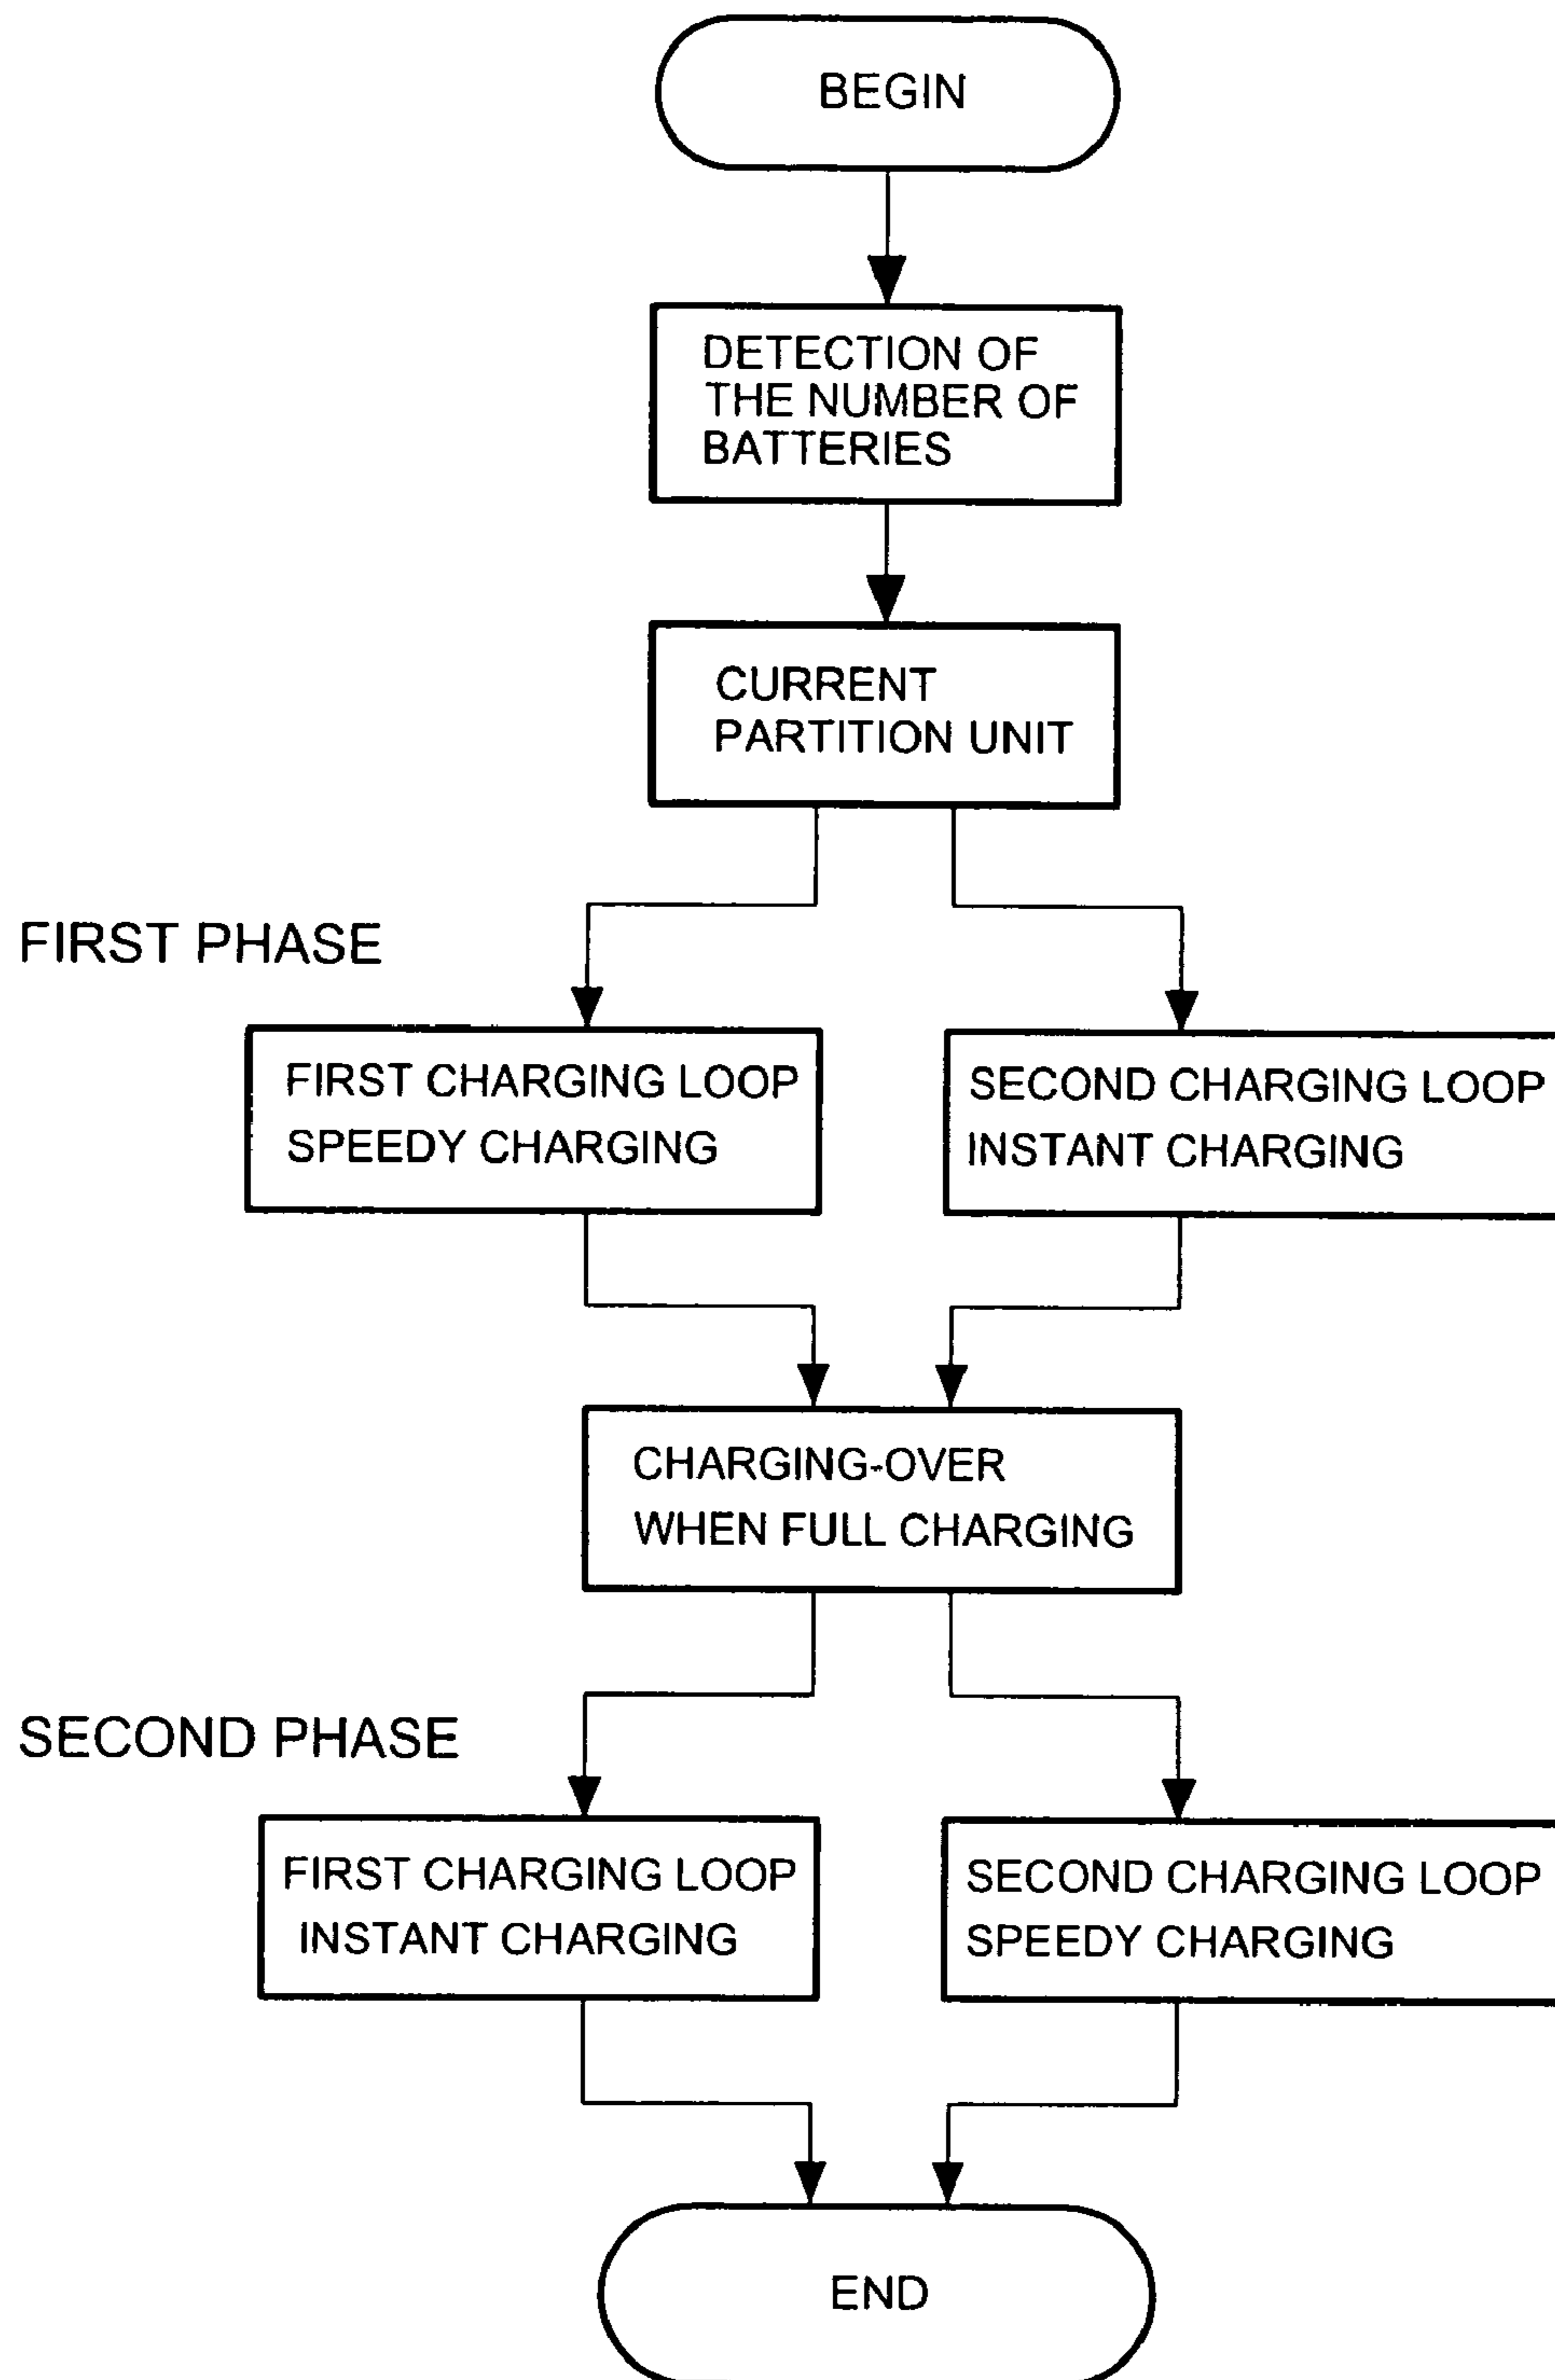 BEGIN
DETECTION OF
THE NUMBER OF
BATTERIES
CURRENT
PARTITION UNIT
FIRST PHASE
FIRST CHARGING LOOP
SPEEDY CHARGING
SECOND CHARGING LOOP
INSTANT CHARGING
CHARGING-OVER
WHEN FULL CHARGING
SECOND PHASE
FIRST CHARGING LOOP
INSTANT CHARGING
SECOND CHARGING LOOP
SPEEDY CHARGING
END